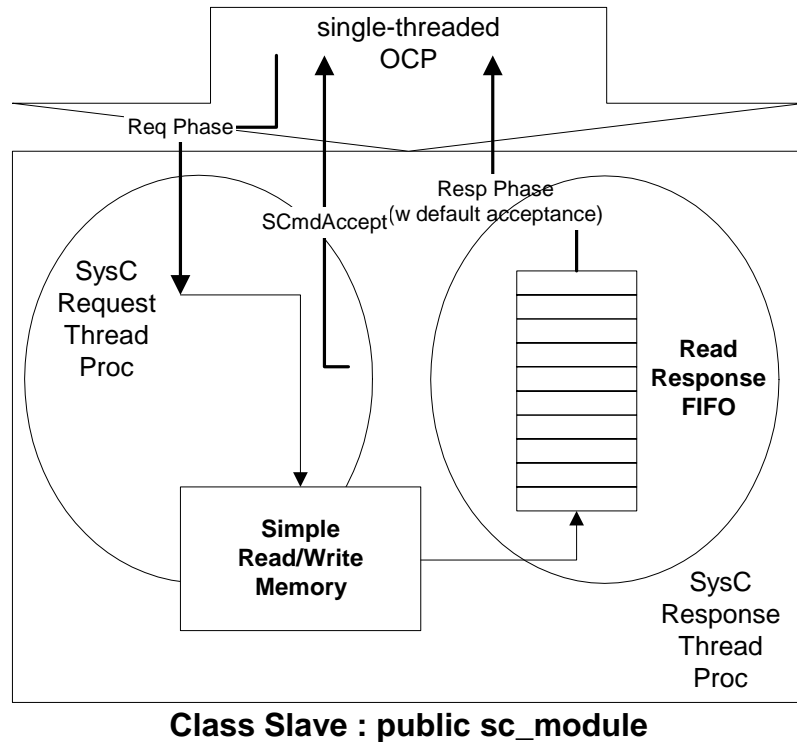 single-threaded
OCP
Req Phase
Resp Phase
(w default acceptance)
SCmdAccept
SysC
Request
Thread
Proc
Read
Response
FIFO
Simple
Read/Write
Memory
SysC
Response
Thread
Proc
Class Slave : public sc_module